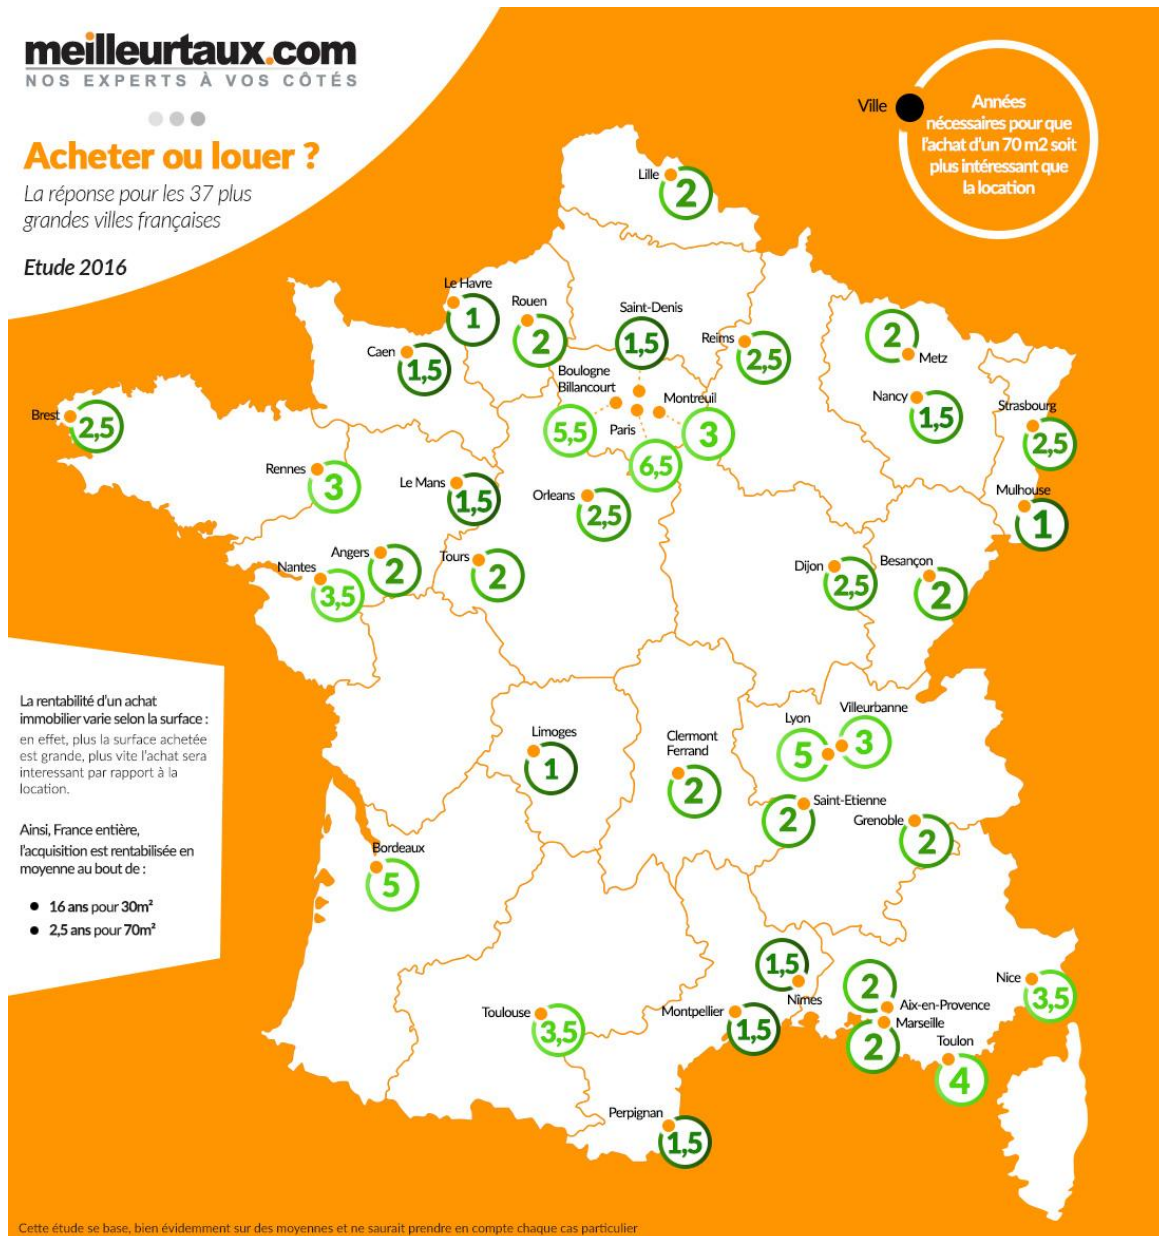 meilleurtaux.com
NOS EXPERTS À VOS CÔTÉS
Acheter ou louer ?
La réponse pour les 37 plus
grandes villes françaises
Etude 2016
Ville
Années
nécessaires pour que
l'achat d'un 70 m2 soit
plus intéressant que
la location
Lille
2
Le Havre
1
Rouen
2
Saint-Denis
1,5
Reims
2,5
2
Metz
Caen
1,5
Boulogne
Billancourt
5,5
Paris
6,5
Montreuil
3
Nancy
1,5
Strasbourg
2,5
Brest
2,5
Rennes
3
Le Mans
1,5
Orleans
2,5
Mulhouse
1
Angers
2
Nantes
3,5
Tours
2
Dijon
2,5
Besançon
2
La rentabilité d'un achat
immobilier varie selon la surface :
en effet, plus la surface achetée
est grande, plus vite l'achat sera
interessant par rapport à la
location.
Ainsi, France entière,
l'acquisition est rentabilisée en
moyenne au bout de :
16 ans pour 30m²
2,5 ans pour 70m²
Limoges
1
Clermont
Ferrand
2
Lyon
5
Villeurbanne
3
Saint-Etienne
2
Grenoble
2
Bordeaux
5
1,5
Nîmes
Toulouse
3,5
Montpellier
1,5
2
Aix-en-Provence
Marseille
2
Nice
3,5
Toulon
4
Perpignan
1,5
Cette étude se base, bien évidemment sur des moyennes et ne saurait prendre en compte chaque cas particulier